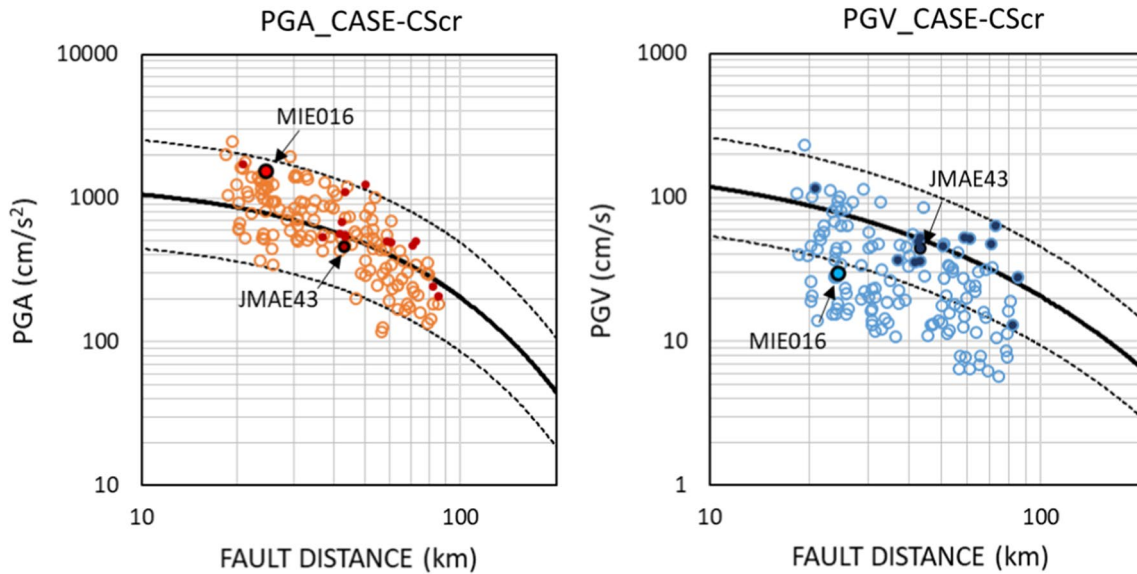 PGA_CASE-CScr
10000
1000
100
10
PGA (cm/s²)
MIE016
JMAE43
10
100
FAULT DISTANCE (km)
PGV_CASE-CScr
1000
100
10
1
PGV (cm/s)
JMAE43
MIE016
10
100
FAULT DISTANCE (km)